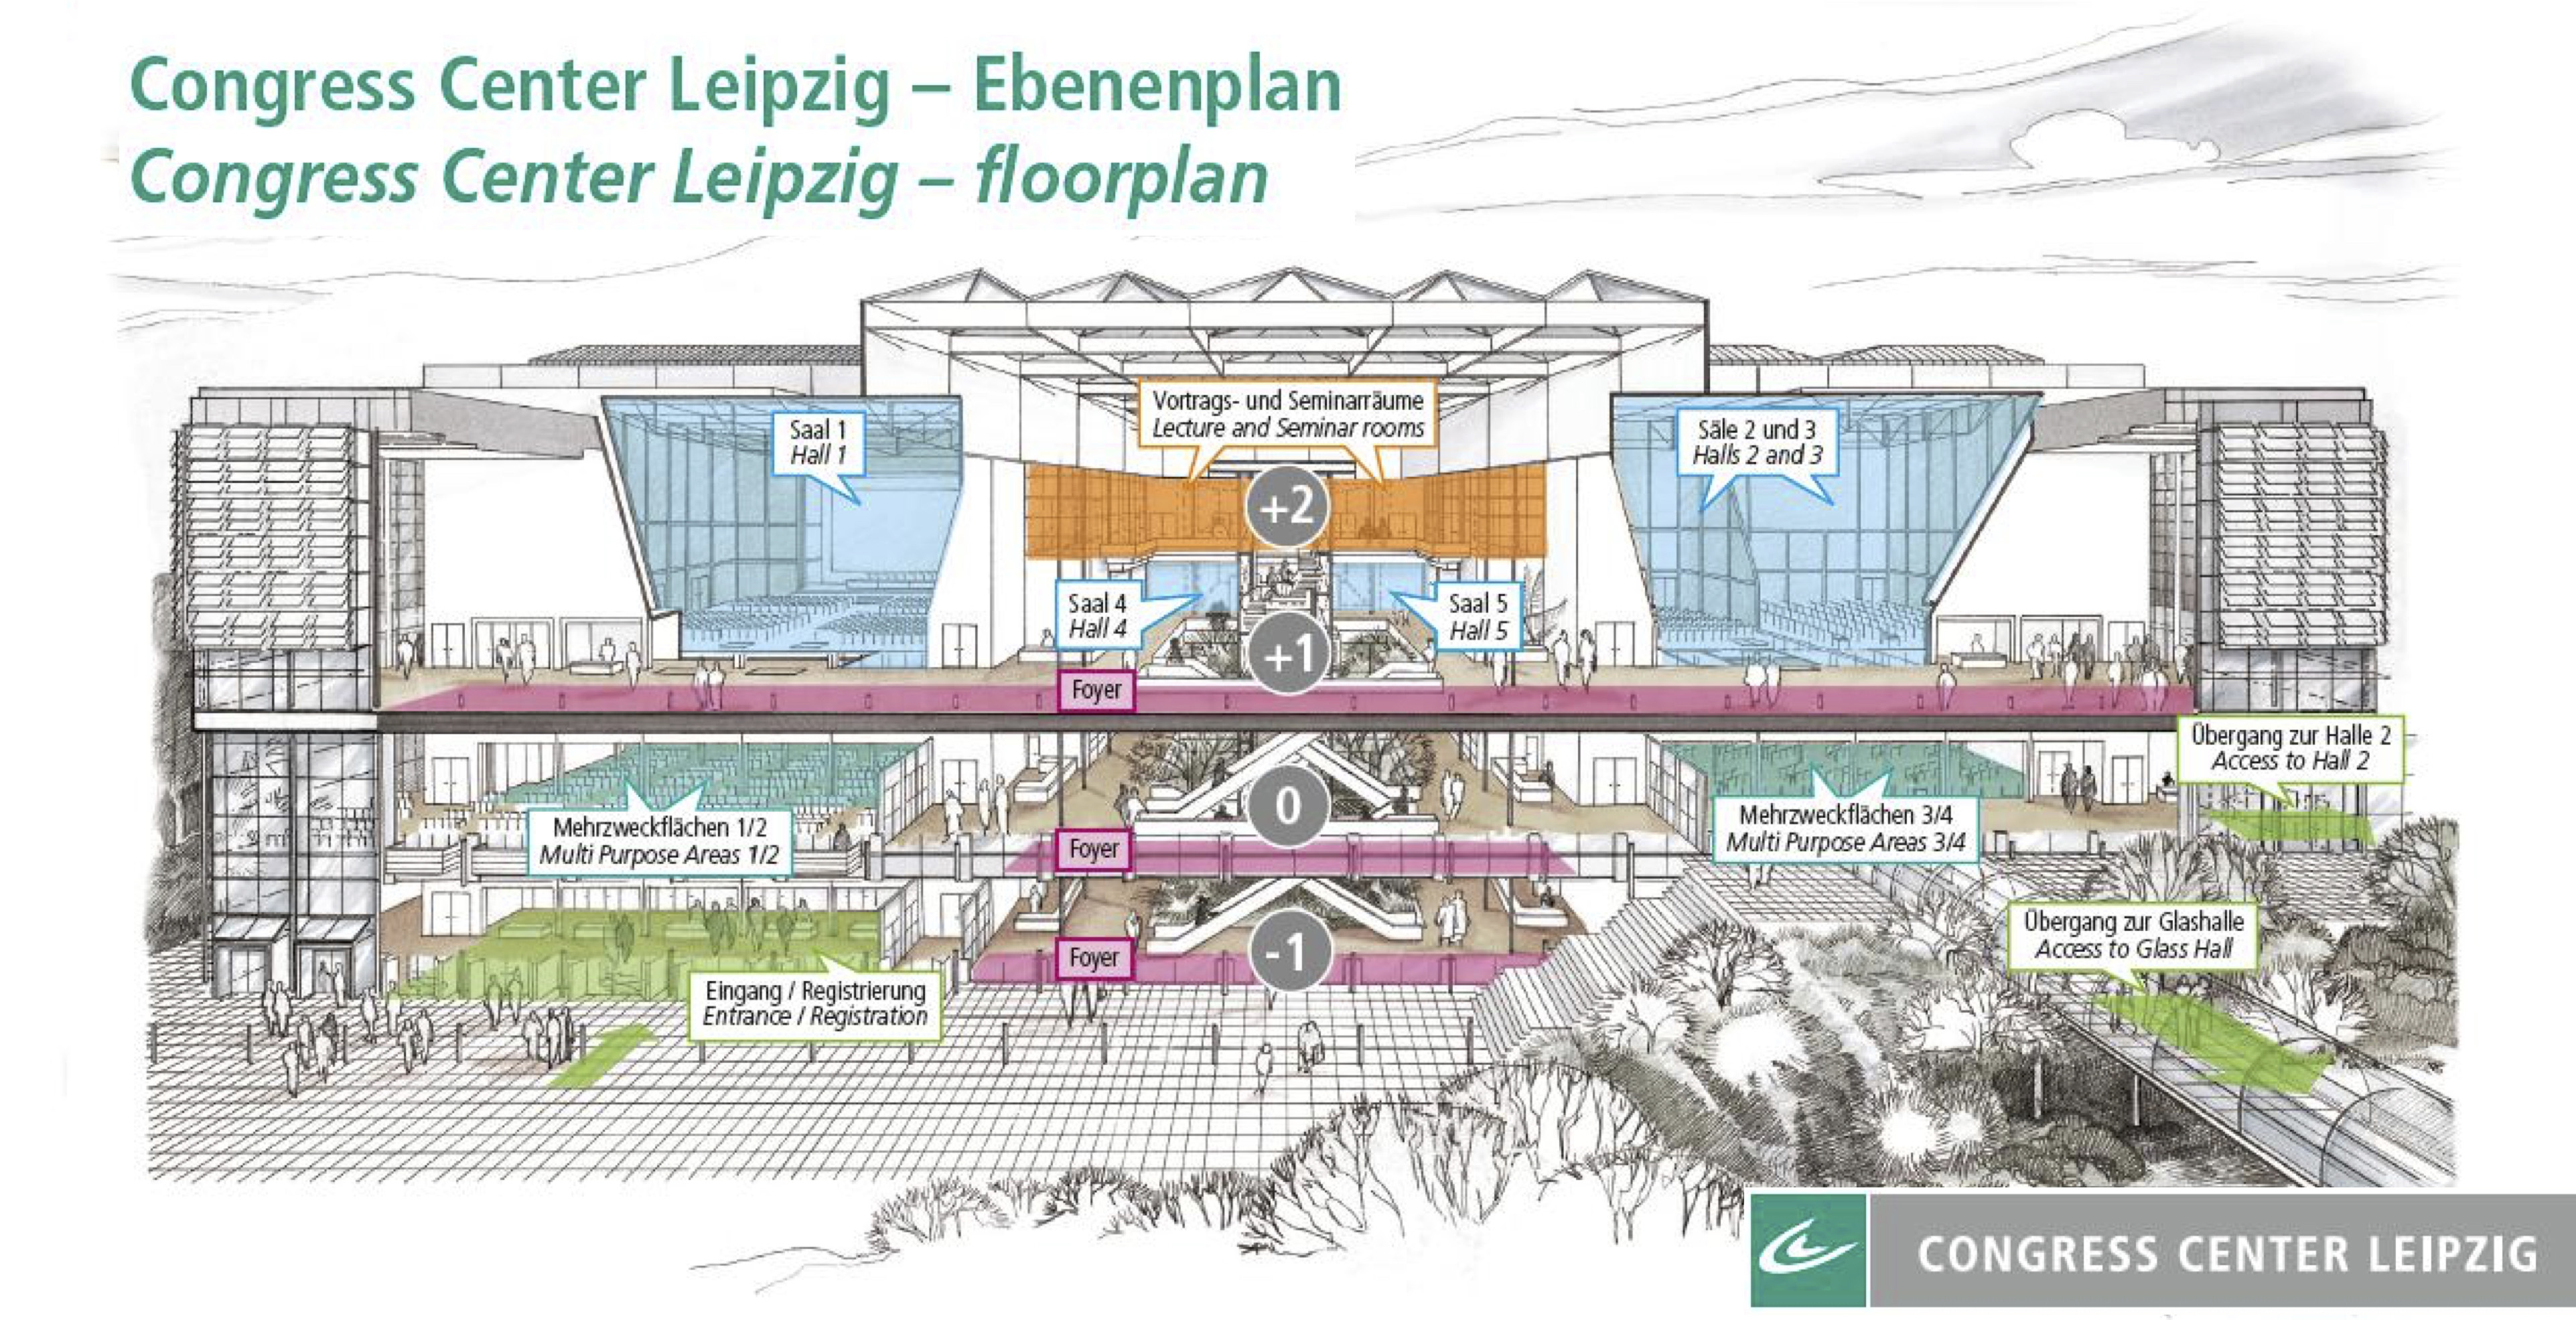 Congress Center Leipzig – Ebenenplan
Congress Center Leipzig – floorplan
Vortrags- und Seminarräume
Lecture and Seminar rooms
Saal 1
Hall 1
Säle 2 und 3
Halls 2 and 3
+2
Saal 4
Hall 4
Saal 5
Hall 5
+1
Foyer
Übergang zur Halle 2
Access to Hall 2
0
Mehrzweckflächen 1/2
Multi Purpose Areas 1/2
Foyer
Mehrzweckflächen 3/4
Multi Purpose Areas 3/4
Übergang zur Glashalle
Access to Glass Hall
-1
Foyer
Eingang / Registrierung
Entrance / Registration
CONGRESS CENTER LEIPZIG